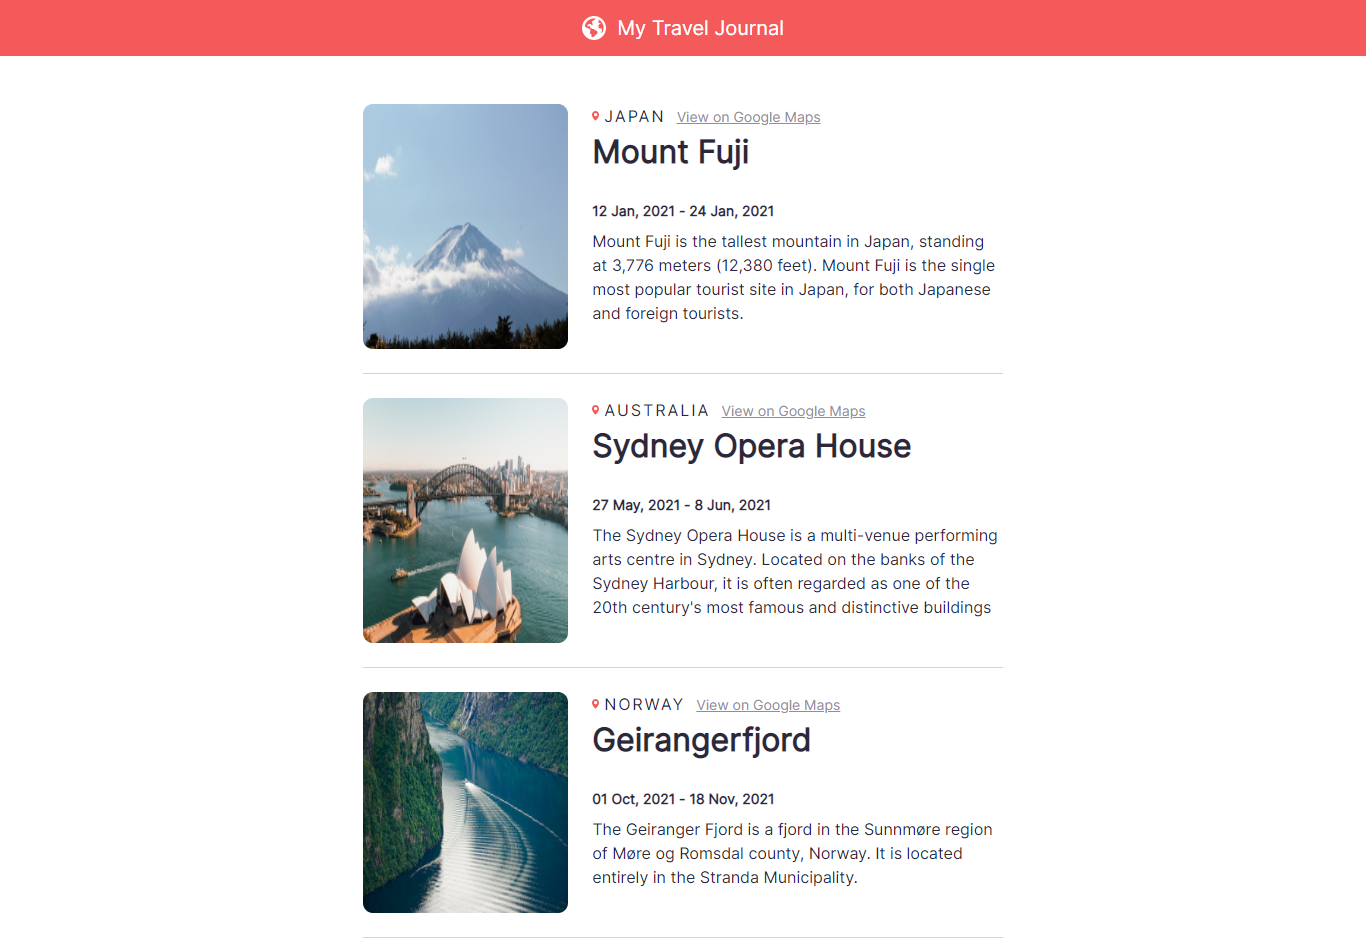 My Travel Journal
JAPAN View on Google Maps
Mount Fuji
12 Jan, 2021 - 24 Jan, 2021
Mount Fuji is the tallest mountain in Japan, standing
at 3,776 meters (12,380 feet). Mount Fuji is the single
most popular tourist site in Japan, for both Japanese
and foreign tourists.
AUSTRALIA View on Google Maps
Sydney Opera House
27 May, 2021 - 8 Jun, 2021
The Sydney Opera House is a multi-venue performing
arts centre in Sydney. Located on the banks of the
Sydney Harbour, it is often regarded as one of the
20th century's most famous and distinctive buildings
NORWAY View on Google Maps
Geirangerfjord
01 Oct, 2021 - 18 Nov, 2021
The Geiranger Fjord is a fjord in the Sunnmøre region
of Møre og Romsdal county, Norway. It is located
entirely in the Stranda Municipality.